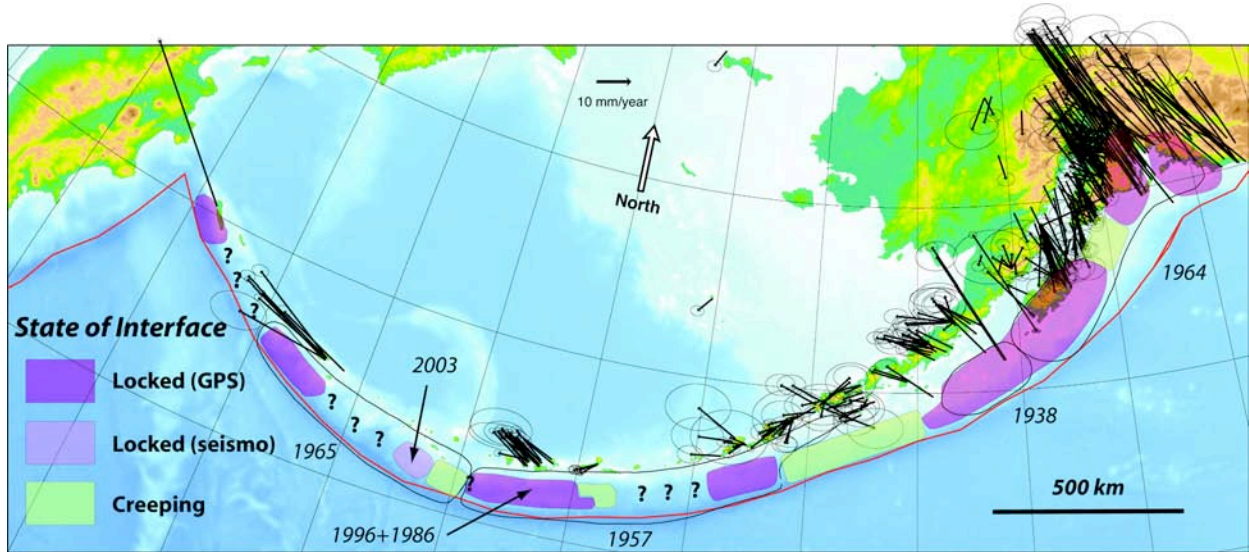 10 mm/year
North
?
?
?
?
State of Interface
Locked (GPS)
Locked (seismo)
Creeping
2003
?
? ?
1965
?
1996+1986
? ? ?
1957
1938
1964
500 km